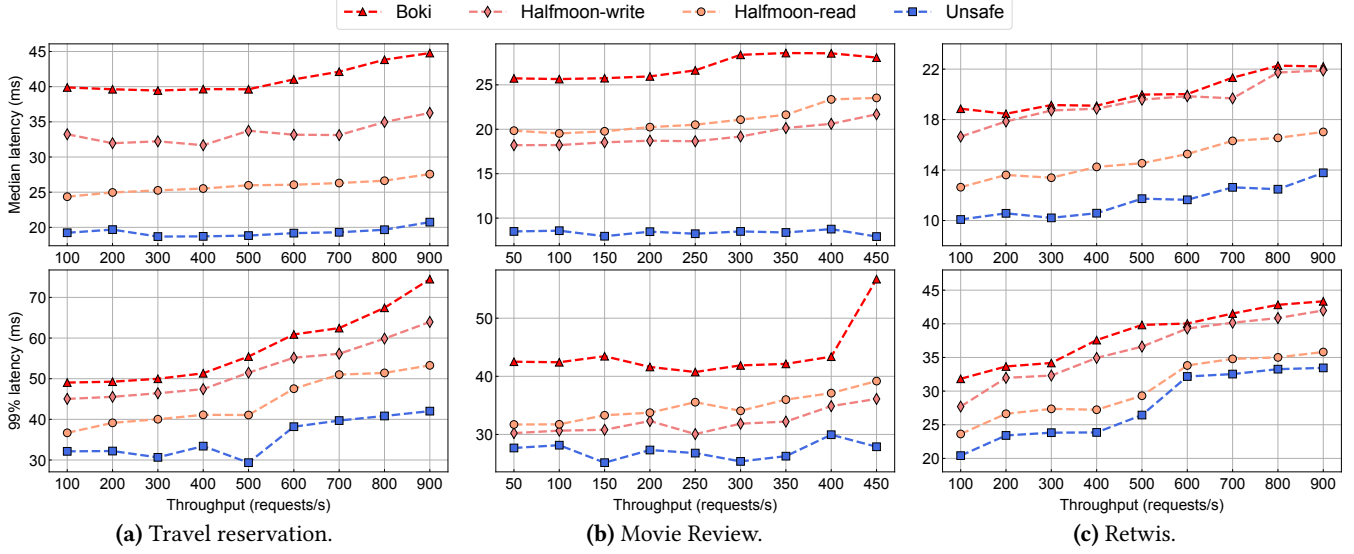 Boki Halfmoon-write Halfmoon-read Unsafe
Median latency (ms)
45
40
35
30
25
20
100 200 300 400 500 600 700 800 900
25
20
15
10
50 100 150 200 250 300 350 400 450
22
18
14
10
100 200 300 400 500 600 700 800 900
99% latency (ms)
70
60
50
40
30
100 200 300 400 500 600 700 800 900
Throughput (requests/s)
50
40
30
50 100 150 200 250 300 350 400 450
Throughput (requests/s)
45
40
35
30
25
20
100 200 300 400 500 600 700 800 900
Throughput (requests/s)
(a) Travel reservation.
(b) Movie Review.
(c) Retwis.